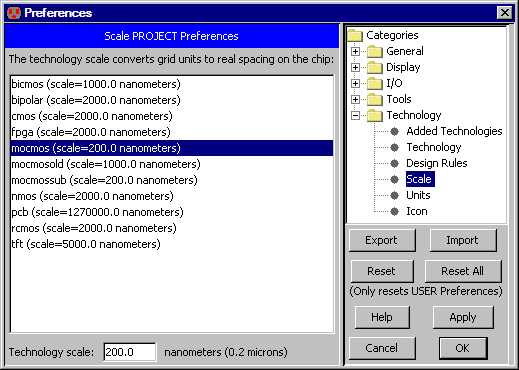 Preferences
Scale PROJECT Preferences
The technology scale converts grid units to real spacing on the chip:
bicmos (scale=1000.0 nanometers)
bipolar (scale=2000.0 nanometers)
cmos (scale=2000.0 nanometers)
fpga (scale=2000.0 nanometers)
mocmos (scale=200.0 nanometers)
mocmosold (scale=1000.0 nanometers)
mocmossub (scale=200.0 nanometers)
nmos (scale=2000.0 nanometers)
pcb (scale=1270000.0 nanometers)
rcmos (scale=2000.0 nanometers)
tft (scale=5000.0 nanometers)
Technology scale: 200.0 nanometers (0.2 microns)
Categories
General
Display
I/O
Tools
Technology
Added Technologies
Technology
Design Rules
Scale
Units
Icon
Export Import
Reset Reset All
(Only resets USER Preferences)
Help Apply
Cancel OK